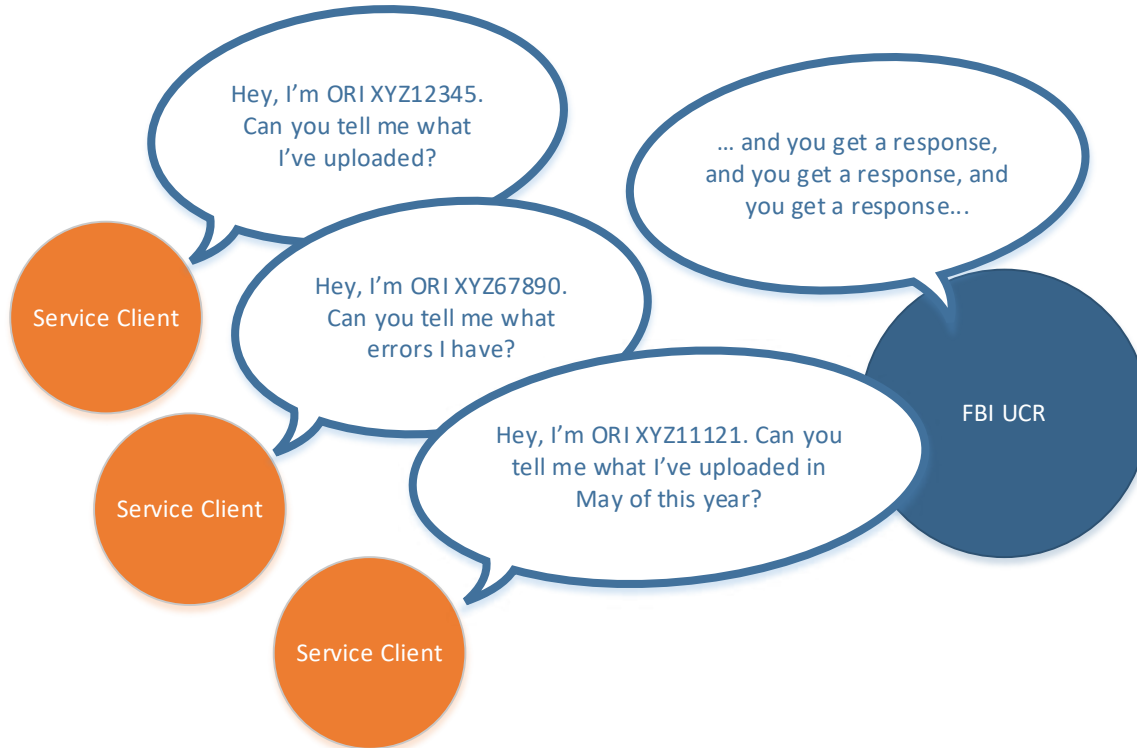 Hey, I’m ORI XYZ12345.
Can you tell me what
I’ve uploaded?
… and you get a response,
and you get a response, and
you get a response…
Service Client
Hey, I’m ORI XYZ67890.
Can you tell me what
errors I have?
FBI UCR
Hey, I’m ORI XYZ11121. Can you
tell me what I’ve uploaded in
May of this year?
Service Client
Service Client